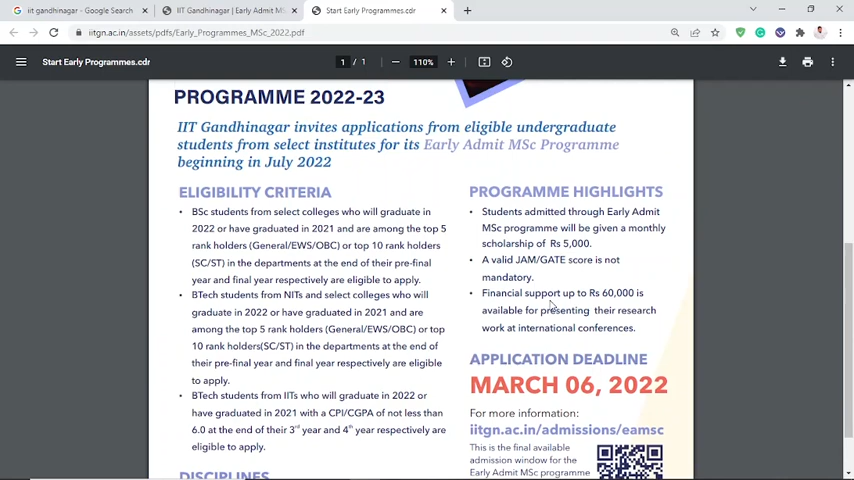 iit gandhinagar - Google Search
IIT Gandhinagar | Early Admit MS
Start Early Programmes.cdr
iitgn.ac.in/assets/pdfs/Early_Programmes_MSc_2022.pdf
Start Early Programmes.cdr
1 / 1
110%
PROGRAMME 2022-23
IIT Gandhinagar invites applications from eligible undergraduate
students from select institutes for its Early Admit MSc Programme
beginning in July 2022
ELIGIBILITY CRITERIA
• BSc students from select colleges who will graduate in
2022 or have graduated in 2021 and are among the top 5
rank holders (General/EWS/OBC) or top 10 rank holders
(SC/ST) in the departments at the end of their pre-final
year and final year respectively are eligible to apply.
• BTech students from NITs and select colleges who will
graduate in 2022 or have graduated in 2021 and are
among the top 5 rank holders (General/EWS/OBC) or top
10 rank holders(SC/ST) in the departments at the end of
their pre-final year and final year respectively are eligible
to apply.
• BTech students from IITs who will graduate in 2022 or
have graduated in 2021 with a CPI/CGPA of not less than
6.0 at the end of their 3rd year and 4th year respectively are
eligible to apply.
DISCIPLINES
PROGRAMME HIGHLIGHTS
• Students admitted through Early Admit
MSc programme will be given a monthly
scholarship of Rs 5,000.
• A valid JAM/GATE score is not
mandatory.
• Financial support up to Rs 60,000 is
available for presenting their research
work at international conferences.
APPLICATION DEADLINE
MARCH 06, 2022
For more information:
iitgn.ac.in/admissions/eamsc
This is the final available
admission window for the
Early Admit MSc programme